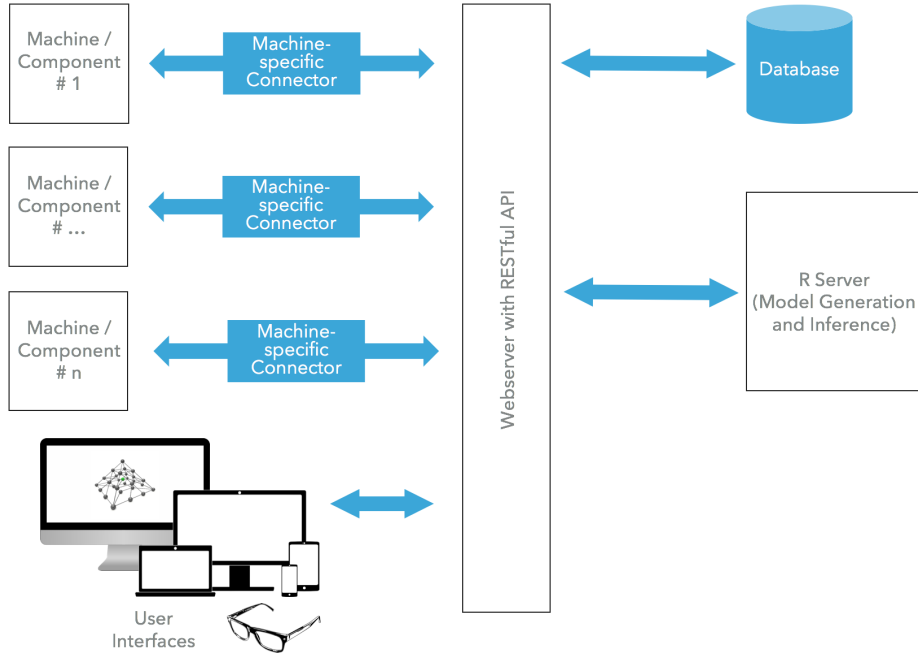 Machine /
Component
# 1
Machine-
specific
Connector
Database
Machine /
Component
# ...
Machine-
specific
Connector
Webserver with RESTful API
R Server
(Model Generation
and Inference)
Machine /
Component
# n
Machine-
specific
Connector
User
Interfaces